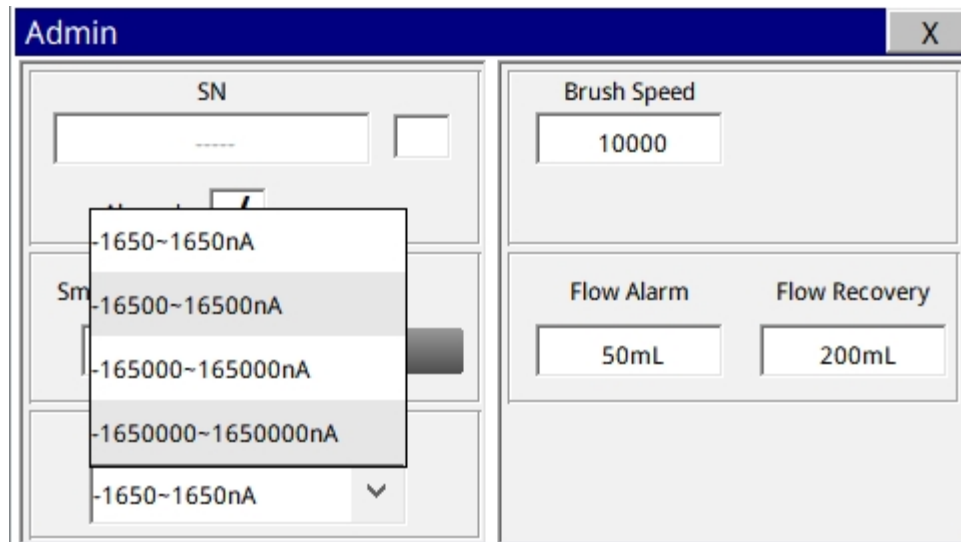 Admin
X
SN
-----
Brush Speed
10000
-1650~1650nA
-16500~16500nA
-165000~165000nA
-1650000~1650000nA
-1650~1650nA
Sm
Flow Alarm
Flow Recovery
50mL
200mL